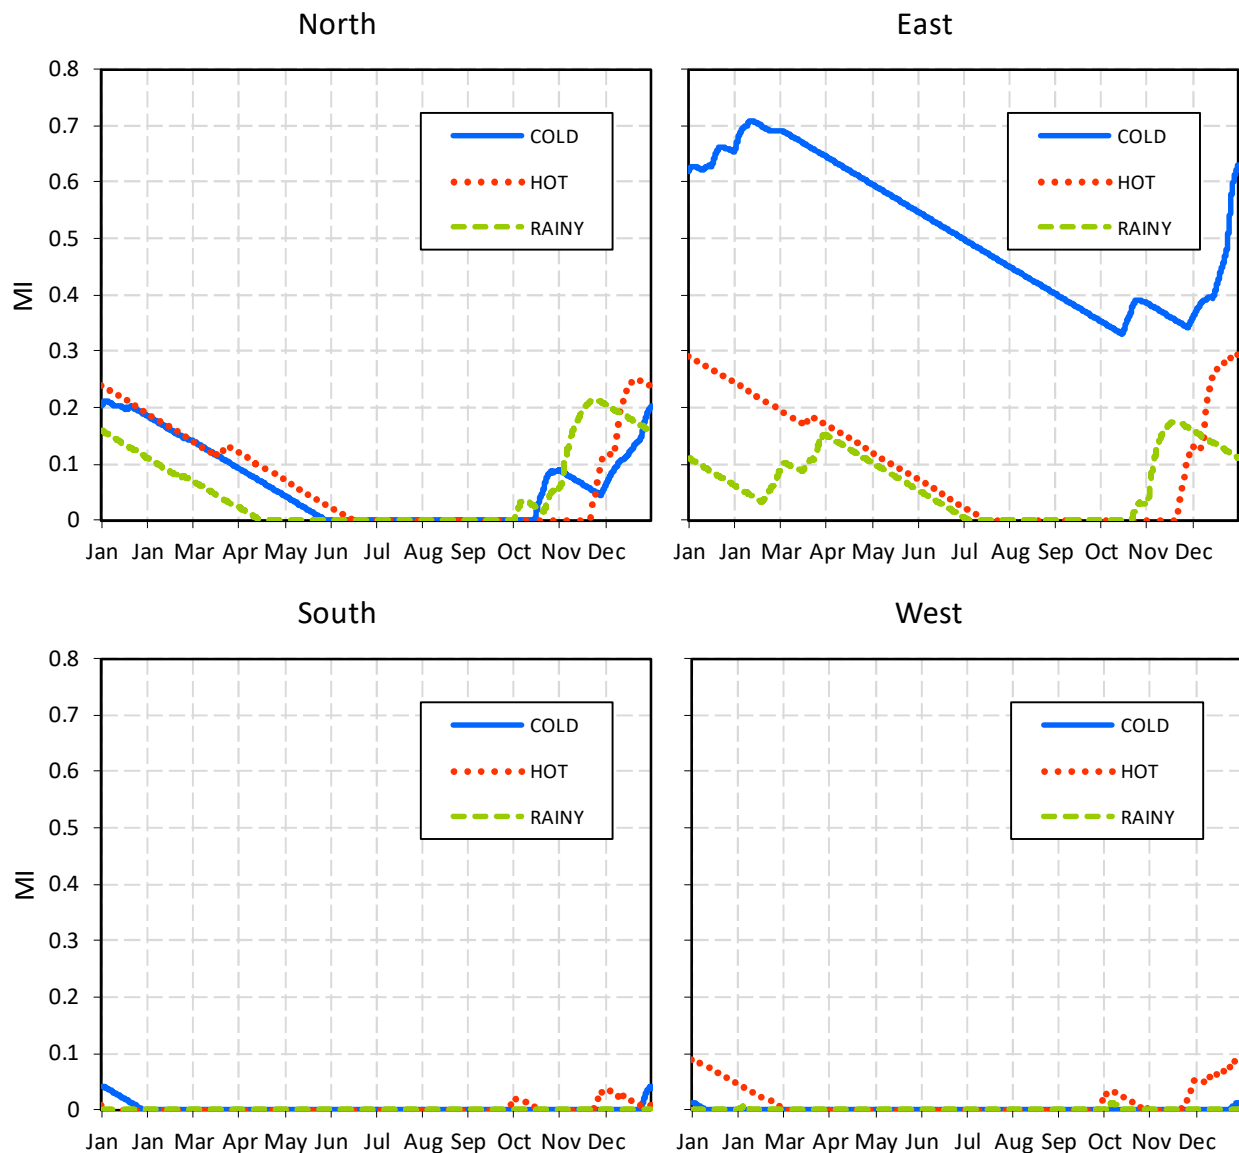 North
0.8
0.7
0.6
0.5
0.4
0.3
0.2
0.1
0
MI
COLD
HOT
RAINY
Jan Jan Mar Apr May Jun Jul Aug Sep Oct Nov Dec
East
COLD
HOT
RAINY
Jan Jan Mar Apr May Jun Jul Aug Sep Oct Nov Dec
South
0.8
0.7
0.6
0.5
0.4
0.3
0.2
0.1
0
MI
COLD
HOT
RAINY
Jan Jan Mar Apr May Jun Jul Aug Sep Oct Nov Dec
West
COLD
HOT
RAINY
Jan Jan Mar Apr May Jun Jul Aug Sep Oct Nov Dec